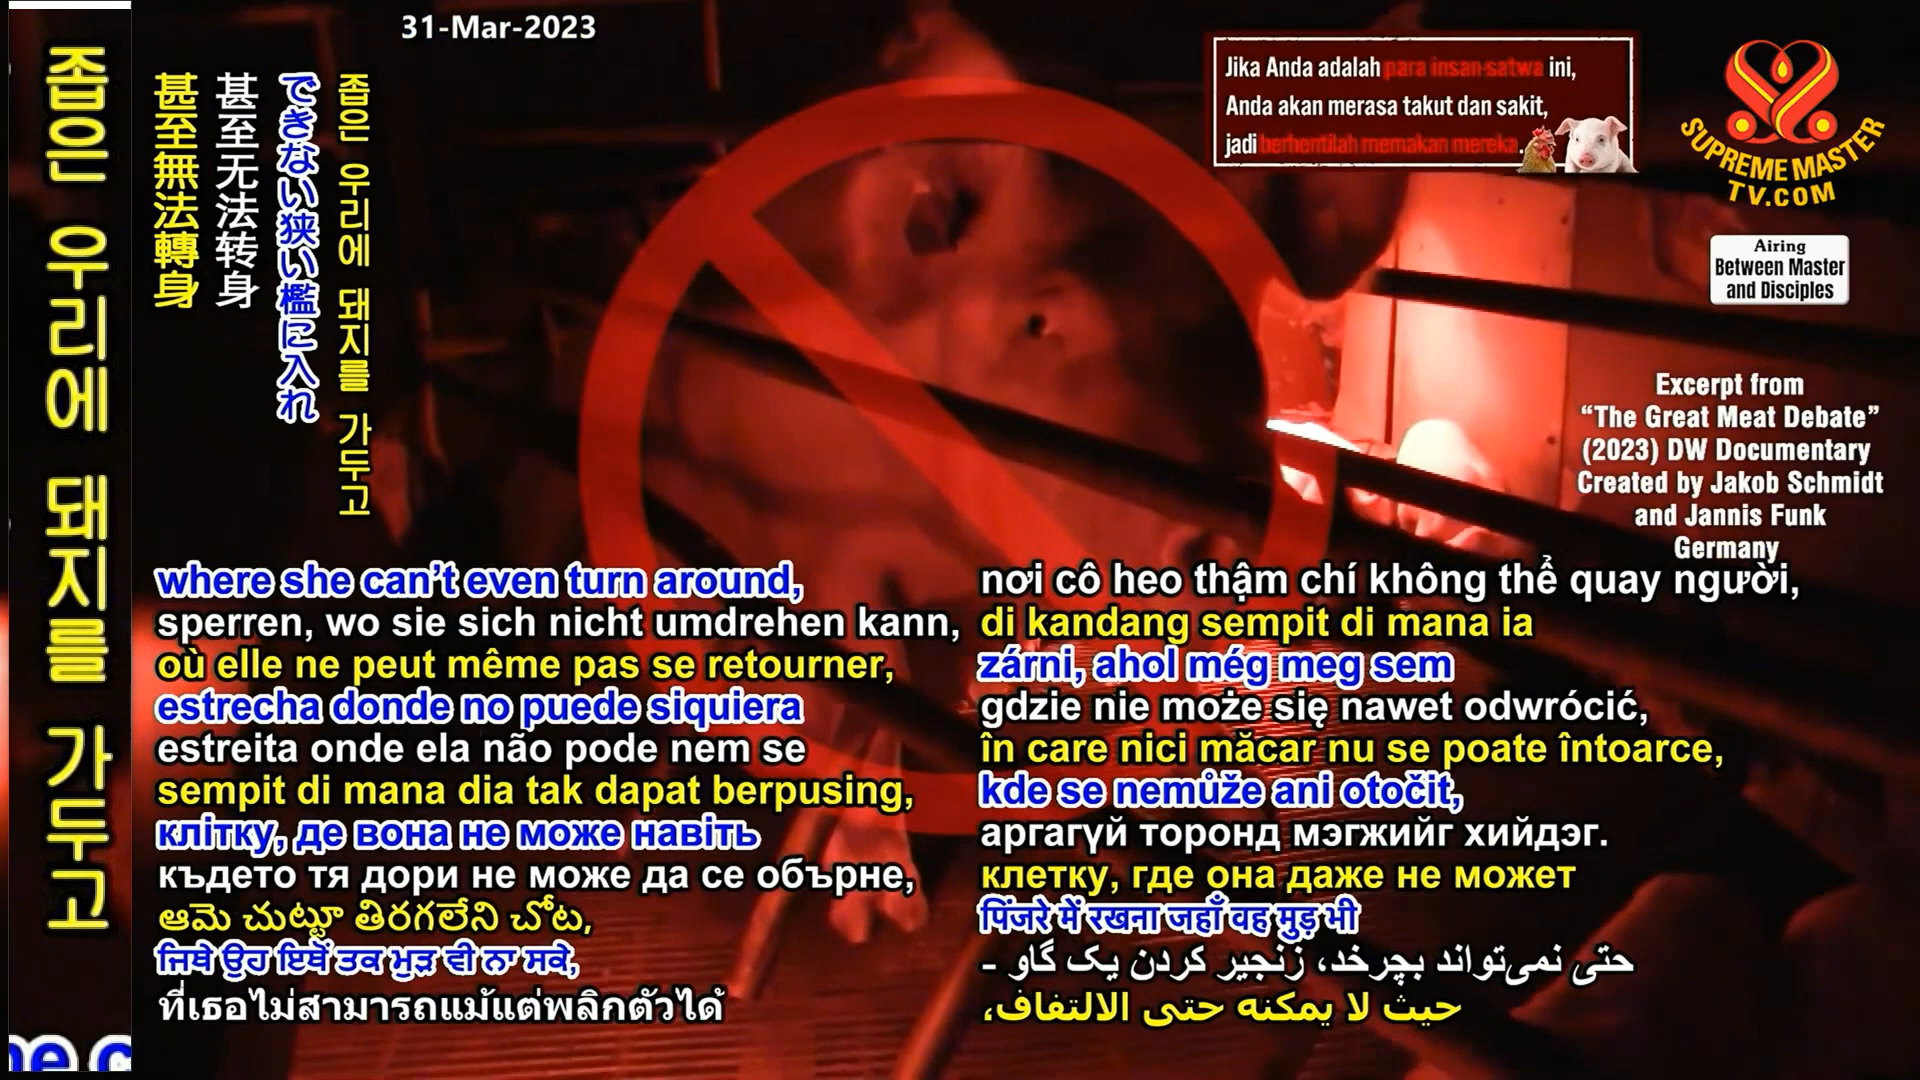 좁은 우리에 돼지를 가두고
甚至無法轉身
甚至无法转身
できない狭い檻に入れ
좁은 우리에 돼지를 가두고
31-Mar-2023
Jika Anda adalah para insan-satwa ini,
Anda akan merasa takut dan sakit,
jadi berhentilah memakan mereka.
SUPREME MASTER
TV.COM
Airing
Between Master
and Disciples
Excerpt from
“The Great Meat Debate”
(2023) DW Documentary
Created by Jakob Schmidt
and Jannis Funk
Germany
where she can’t even turn around,
sperren, wo sie sich nicht umdrehen kann,
où elle ne peut même pas se retourner,
estrecha donde no puede siquiera
estreita onde ela não pode nem se
sempit di mana dia tak dapat berpusing,
клітку, де вона не може навіть
където тя дори не може да се обърне,
ఆమె చుట్టూ తిరగలేని చోట,
ਜਿਥੇ ਉਹ ਇਥੋਂ ਤਕ ਮੁੜ ਵੀ ਨਾ ਸਕੇ,
ที่เธอไม่สามารถแม้แต่พลิกตัวได้
nơi cô heo thậm chí không thể quay người,
di kandang sempit di mana ia
zárni, ahol még meg sem
gdzie nie może się nawet odwrócić,
în care nici măcar nu se poate întoarce,
kde se nemůže ani otočit,
аргагүй торонд мэгжийг хийдэг.
клетку, где она даже не может
पिंजरे में रखना जहाँ वह मुड़ भी
حتی نمی‌تواند بچرخد، زنجیر کردن یک گاو -
حيث لا يمكنه حتى الالتفاف،